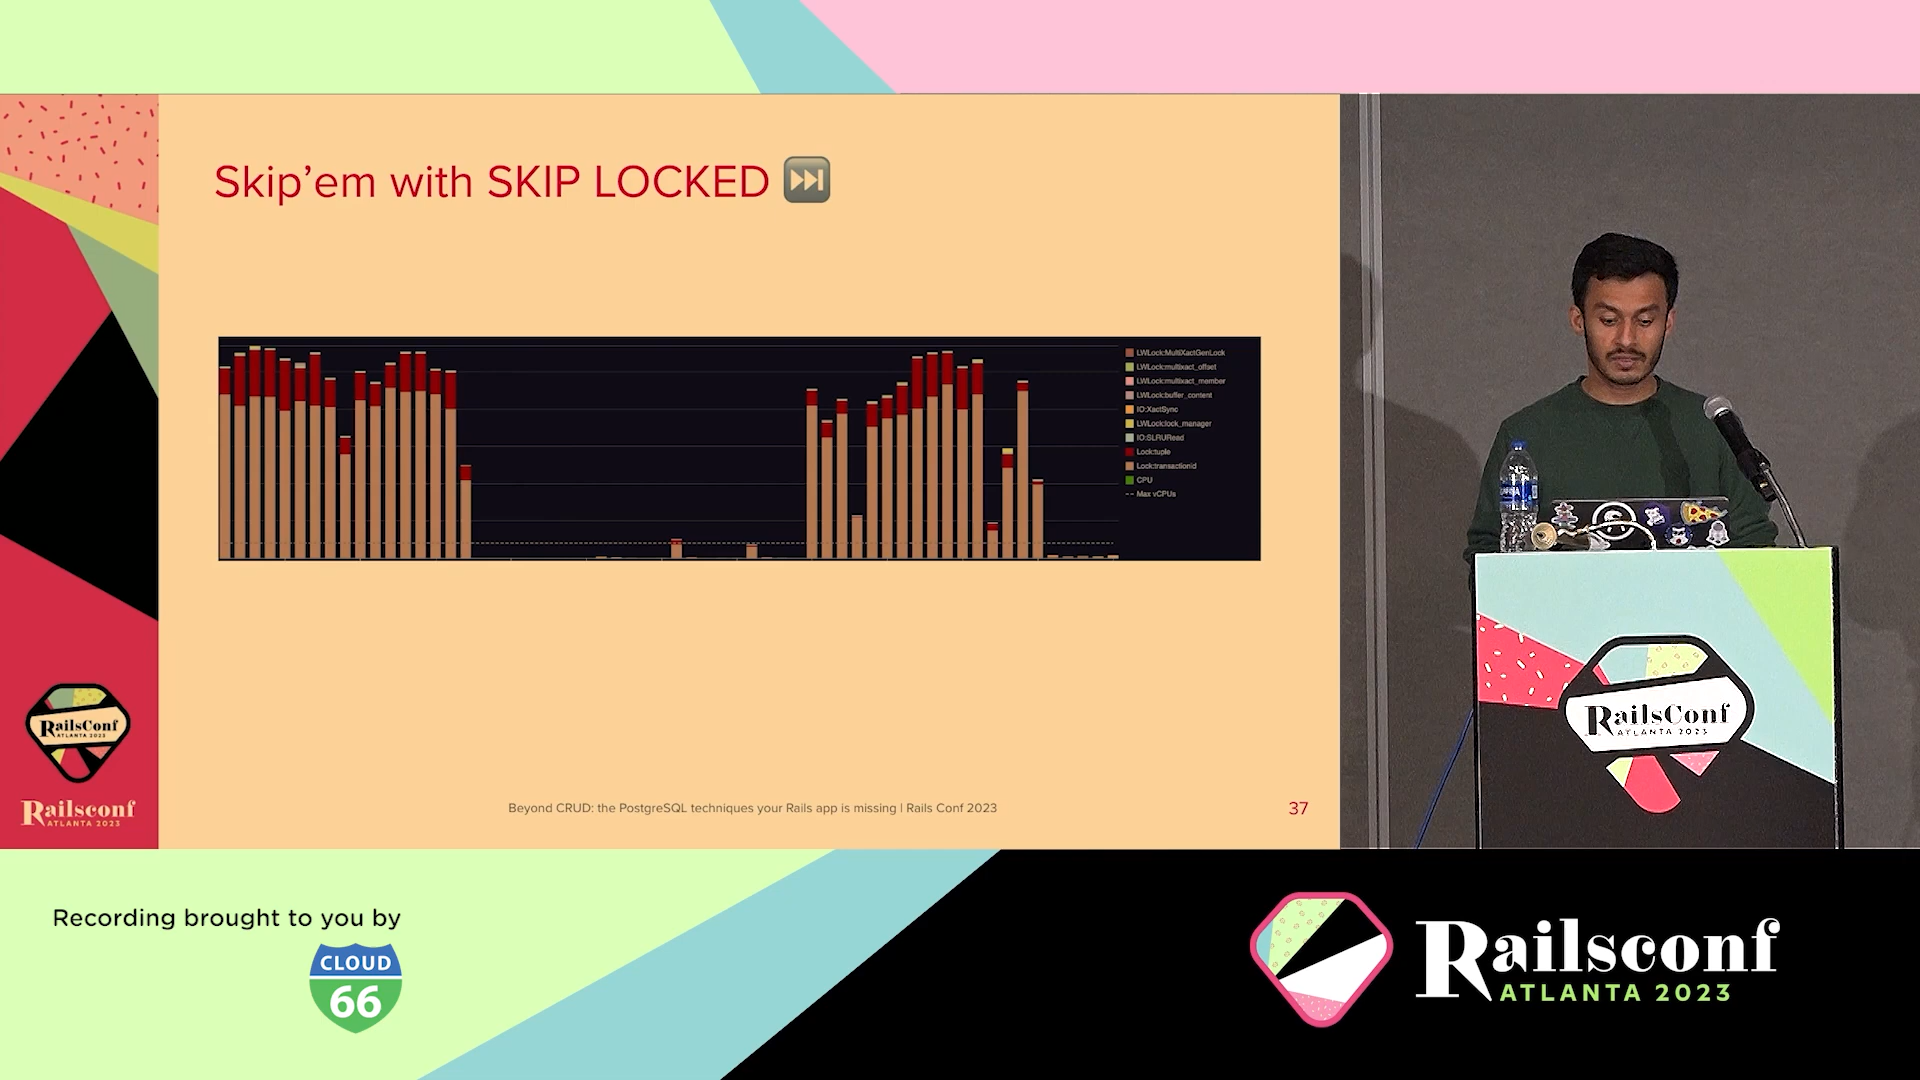 Skip’em with SKIP LOCKED
LWLock:MultiXactGenLock
LWLock:multixact_offset
LWLock:multixact_member
LWLock:buffer_content
IO:XactSync
LWLock:lock_manager
IO:SLRURead
Lock:tuple
Lock:transactionid
CPU
Max vCPUs
RailsConf
ATLANTA 2023
Railsconf
ATLANTA 2023
Beyond CRUD: the PostgreSQL techniques your Rails app is missing | Rails Conf 2023
37
RailsConf
ATLANTA 2023
Recording brought to you by
CLOUD
66
Railsconf
ATLANTA 2023